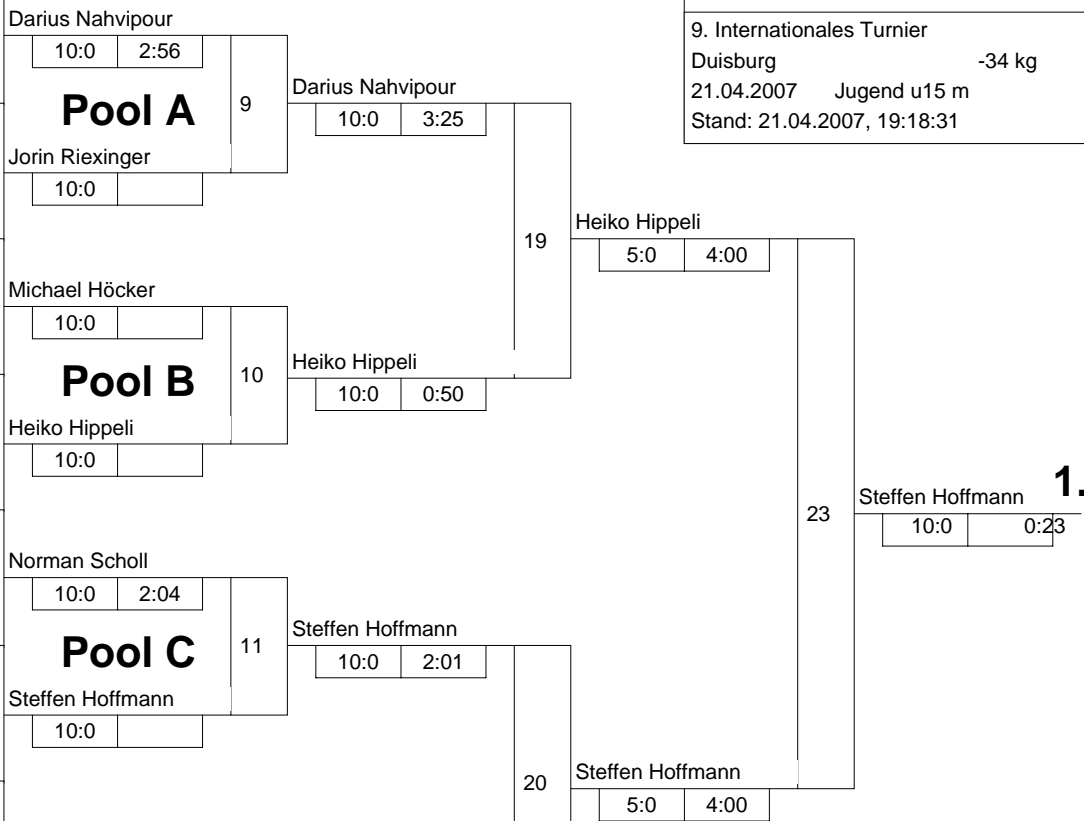 Darius Nahvipour
10:0 2:56
Pool A
9
Jorin Riexinger
10:0
Darius Nahvipour
10:0 3:25
9. Internationales Turnier
Duisburg -34 kg
21.04.2007 Jugend u15 m
Stand: 21.04.2007, 19:18:31
19
Heiko Hippeli
5:0 4:00
Michael Höcker
10:0
Pool B
10
Heiko Hippeli
10:0
Heiko Hippeli
10:0 0:50
23
Steffen Hoffmann 1.
10:0 0:23
Norman Scholl
10:0 2:04
Pool C
11
Steffen Hoffmann
10:0
Steffen Hoffmann
10:0 2:01
20
Steffen Hoffmann
5:0 4:00